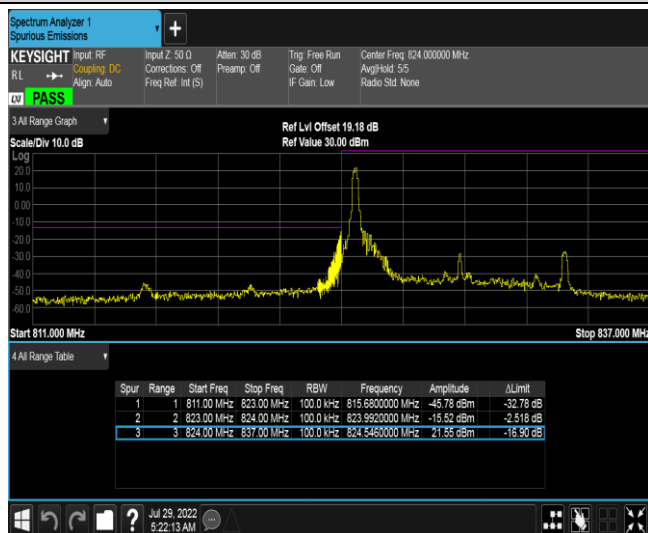 Spectrum Analyzer 1
Spurious Emissions
KEYSIGHT Input: RF Input Z: 50 Ω Atten: 30 dB Trig: Free Run Center Freq: 824.000000 MHz
RL Coupling: DC Corrections: Off Preamp: Off Gate: Off Avg|Hold: 5/5
Align: Auto Freq Ref: Int (S) IF Gain: Low Radio Std: None
LXI PASS
3 All Range Graph
Ref Lvl Offset 19.18 dB
Scale/Div 10.0 dB Ref Value 30.00 dBm
Log
20.0
10.0
0.00
-10.0
-20.0
-30.0
-40.0
-50.0
-60.0
Start 811.000 MHz Stop 837.000 MHz
4 All Range Table
Spur Range Start Freq Stop Freq RBW Frequency Amplitude ΔLimit
1 1 811.00 MHz 823.00 MHz 100.0 kHz 815.6800000 MHz -45.78 dBm -32.78 dB
2 2 823.00 MHz 824.00 MHz 100.0 kHz 823.9920000 MHz -15.52 dBm -2.518 dB
3 3 824.00 MHz 837.00 MHz 100.0 kHz 824.5460000 MHz 21.55 dBm -16.90 dB
? Jul 29, 2022
5:22:13 AM